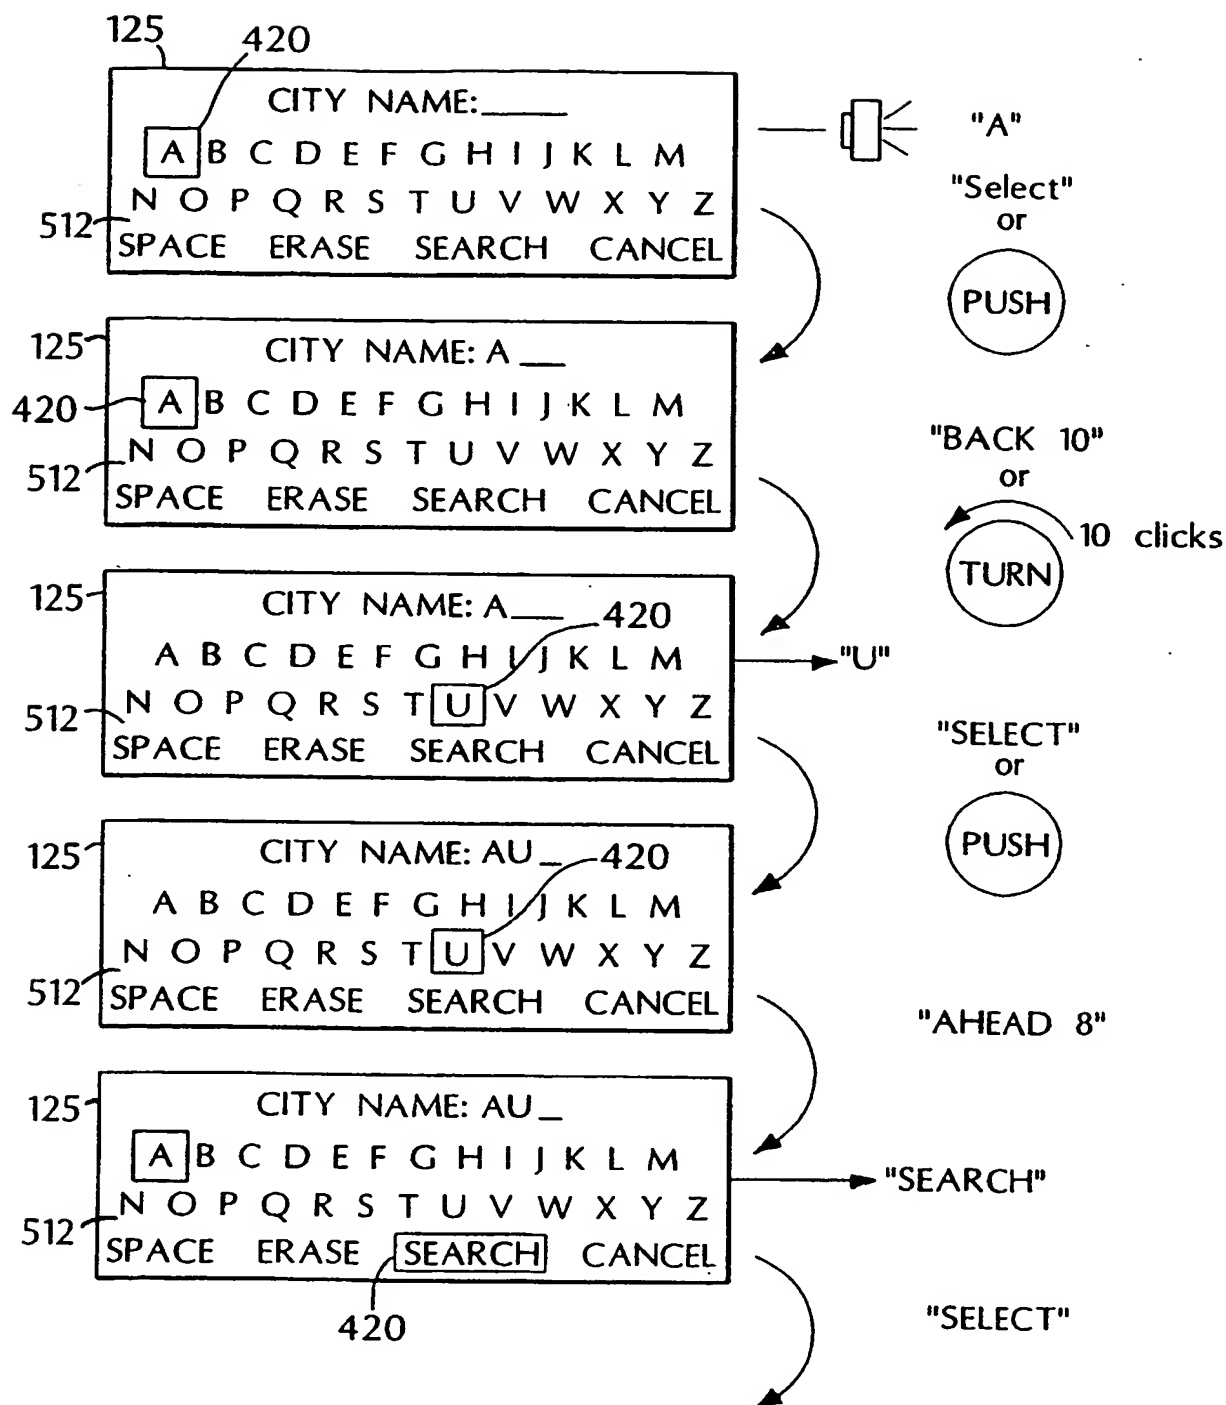 125 420
CITY NAME:____
A B C D E F G H I J K L M
N O P Q R S T U V W X Y Z
512
SPACE ERASE SEARCH CANCEL
"A"
"Select"
or
PUSH
125
CITY NAME: A __
420
A B C D E F G H I J K L M
N O P Q R S T U V W X Y Z
512
SPACE ERASE SEARCH CANCEL
"BACK 10"
or
10 clicks
TURN
125
CITY NAME: A___
420
A B C D E F G H I J K L M
"U"
N O P Q R S T U V W X Y Z
512
SPACE ERASE SEARCH CANCEL
"SELECT"
or
PUSH
125
CITY NAME: AU_
420
A B C D E F G H I J K L M
N O P Q R S T U V W X Y Z
512
SPACE ERASE SEARCH CANCEL
"AHEAD 8"
125
CITY NAME: AU_
A B C D E F G H I J K L M
"SEARCH"
N O P Q R S T U V W X Y Z
512
SPACE ERASE SEARCH CANCEL
420
"SELECT"